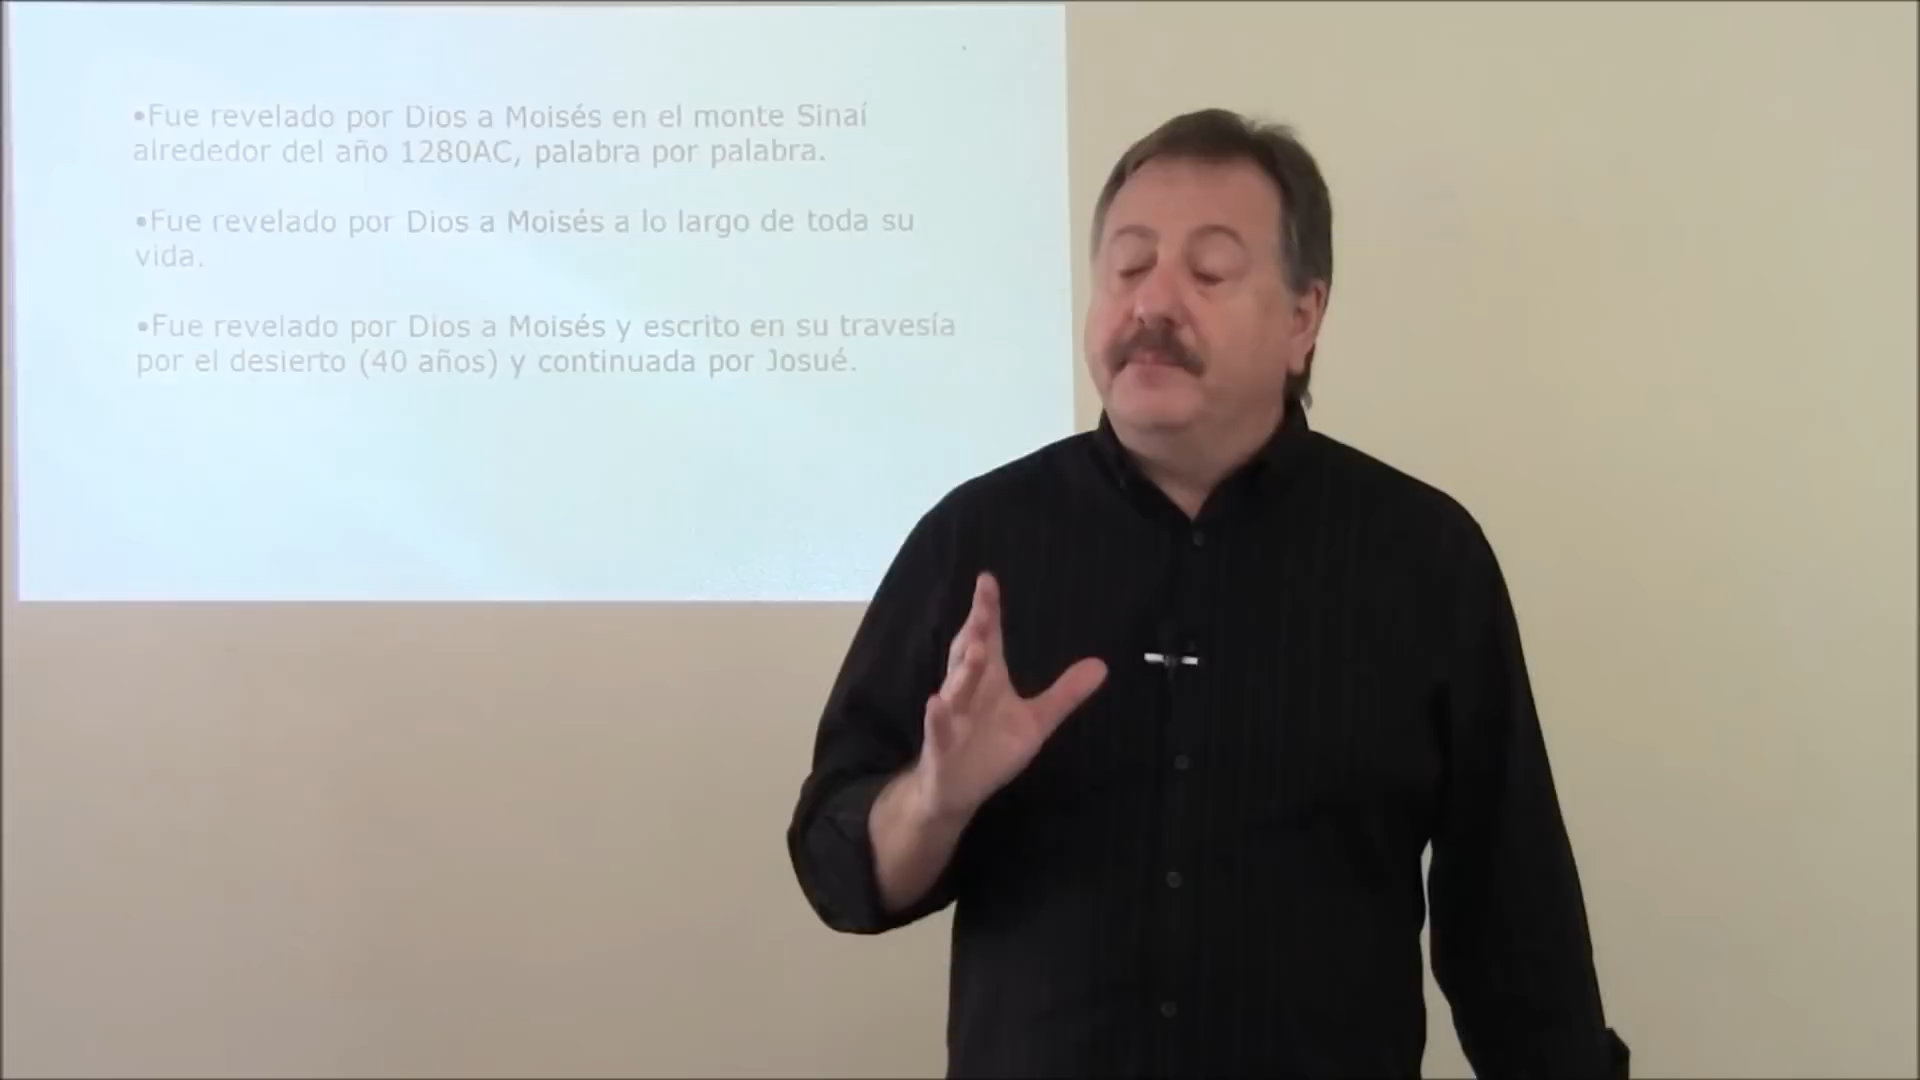 •Fue revelado por Dios a Moisés en el monte Sinaí
alrededor del año 1280AC, palabra por palabra.
•Fue revelado por Dios a Moisés a lo largo de toda su
vida.
•Fue revelado por Dios a Moisés y escrito en su travesía
por el desierto (40 años) y continuada por Josué.